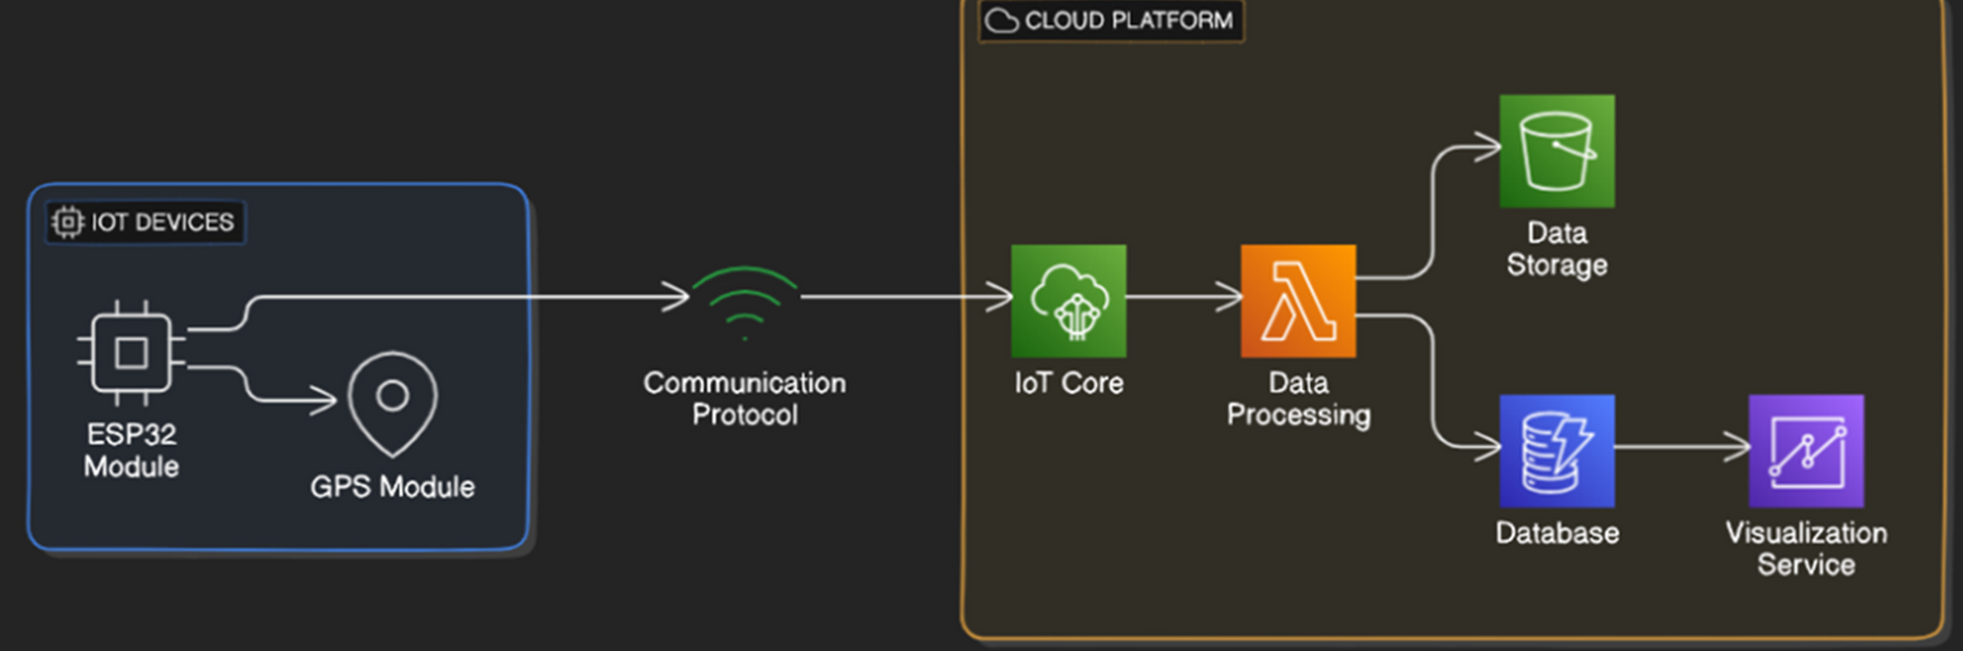 CLOUD PLATFORM
IOT DEVICES
ESP32
Module
GPS Module
Communication
Protocol
IoT Core
Data
Processing
Data
Storage
Database
Visualization
Service